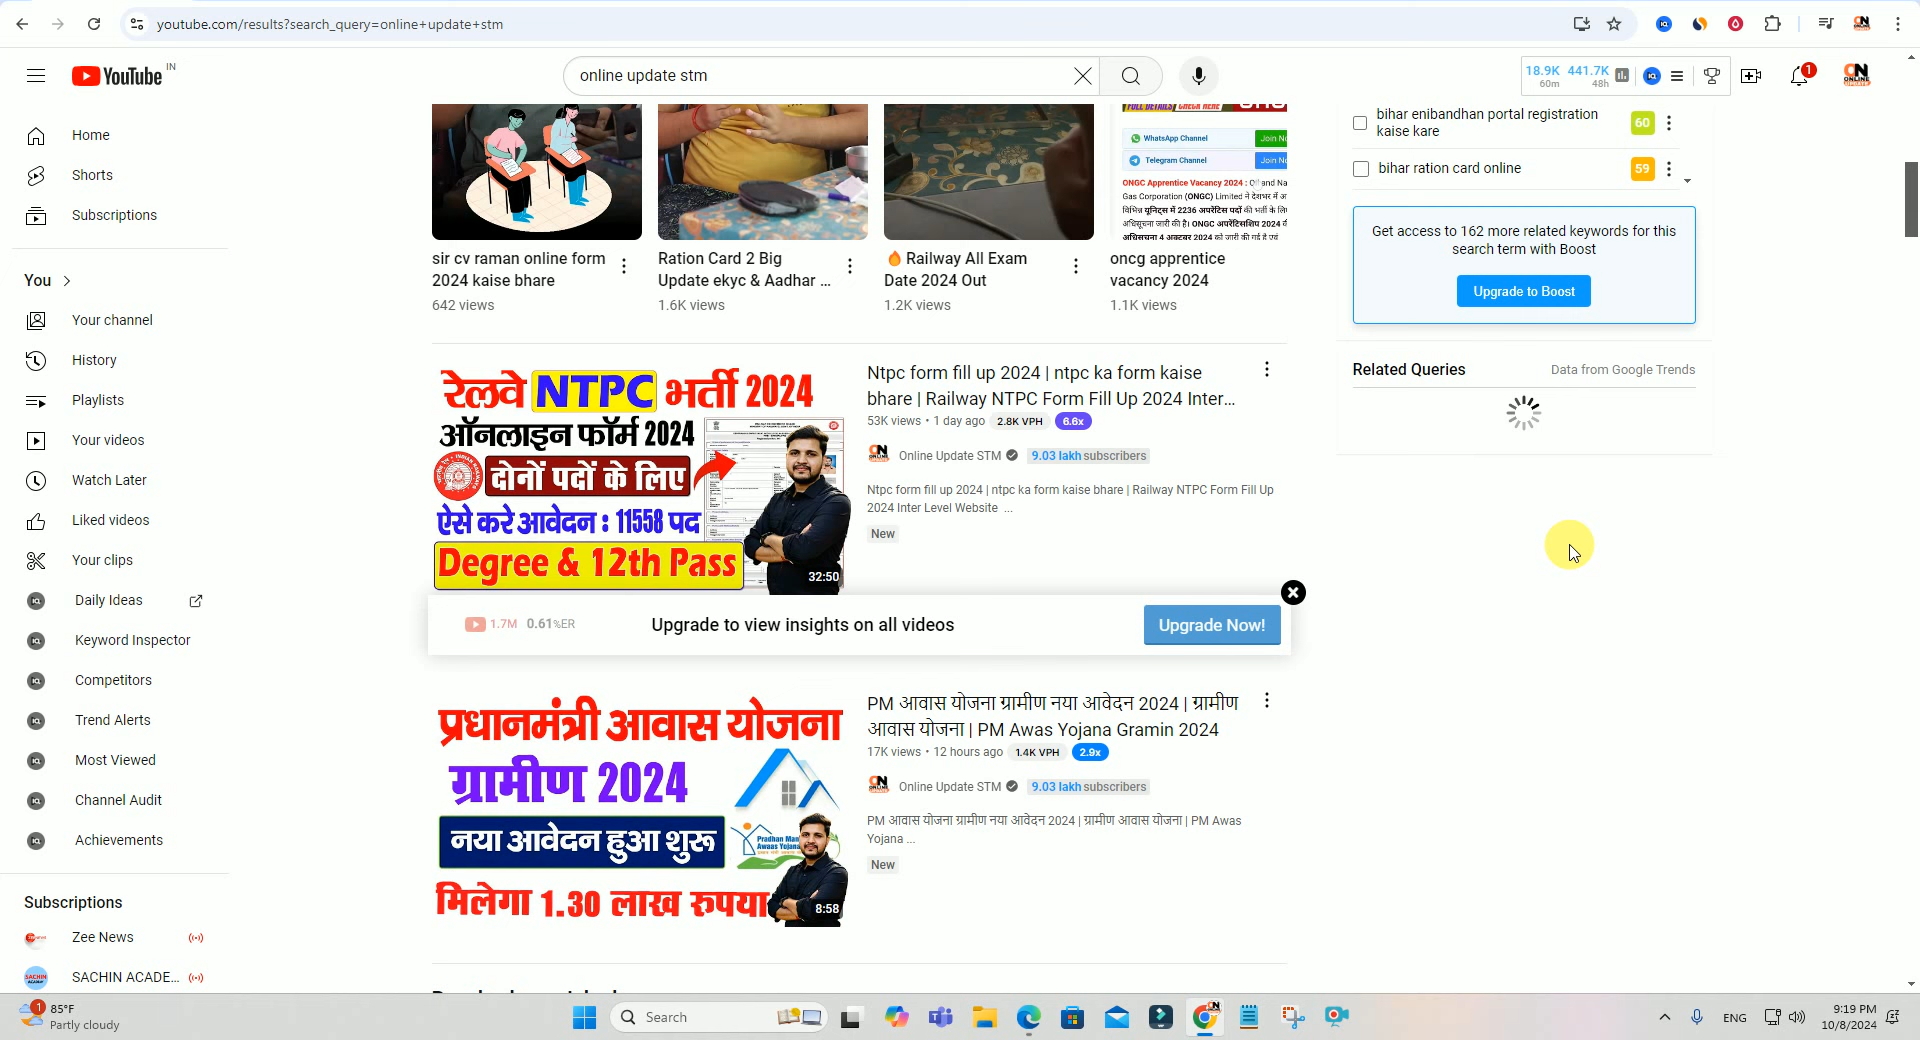 youtube.com/results?search_query=online+update+stm
YouTube IN
online update stm
18.9K 441.7K
60m 48h
1
Home
Shorts
Subscriptions
You
Your channel
History
Playlists
Your videos
Watch Later
Liked videos
Your clips
Daily Ideas
Keyword Inspector
Competitors
Trend Alerts
Most Viewed
Channel Audit
Achievements
Subscriptions
Zee News
SACHIN ACADE...
WhatsApp Channel
Telegram Channel
ONGC Apprentice Vacancy 2024 :
sir cv raman online form
2024 kaise bhare
642 views
Ration Card 2 Big
Update ekyc & Aadhar ...
1.6K views
🔥 Railway All Exam
Date 2024 Out
1.2K views
oncg apprentice
vacancy 2024
1.1K views
रेलवे NTPC भर्ती 2024
ऑनलाइन फॉर्म 2024
दोनों पदों के लिए
ऐसे करे आवेदन : 11558 पद
Degree & 12th Pass
32:50
Ntpc form fill up 2024 | ntpc ka form kaise
bhare | Railway NTPC Form Fill Up 2024 Inter...
53K views • 1 day ago 2.8K VPH 6.6x
Online Update STM 9.03 lakh subscribers
Ntpc form fill up 2024 | ntpc ka form kaise bhare | Railway NTPC Form Fill Up
2024 Inter Level Website ...
New
1.7M 0.61%ER Upgrade to view insights on all videos Upgrade Now!
प्रधानमंत्री आवास योजना
ग्रामीण 2024
नया आवेदन हुआ शुरू
मिलेगा 1.30 लाख रुपया
8:58
PM आवास योजना ग्रामीण नया आवेदन 2024 | ग्रामीण
आवास योजना | PM Awas Yojana Gramin 2024
17K views • 12 hours ago 1.4K VPH 2.9x
Online Update STM 9.03 lakh subscribers
PM आवास योजना ग्रामीण नया आवेदन 2024 | ग्रामीण आवास योजना | PM Awas
Yojana ...
New
bihar enibandhan portal registration
kaise kare 60
bihar ration card online 59
Get access to 162 more related keywords for this
search term with Boost
Upgrade to Boost
Related Queries Data from Google Trends
1
85°F
Partly cloudy
Search
ENG
9:19 PM
10/8/2024